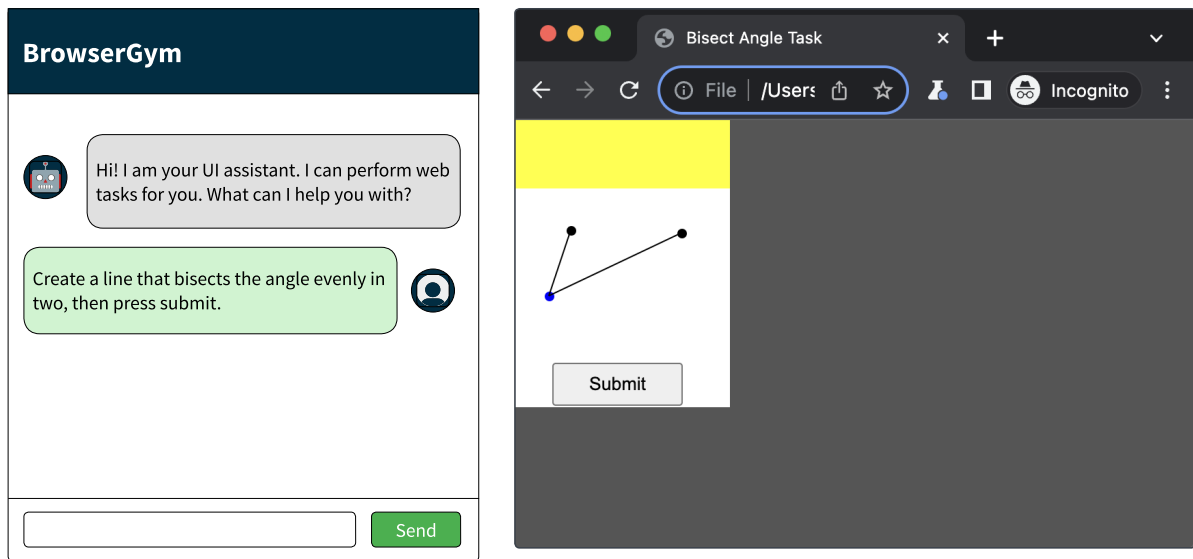 BrowserGym
Hi! I am your UI assistant. I can perform web
tasks for you. What can I help you with?
Create a line that bisects the angle evenly in
two, then press submit.
Send
Bisect Angle Task
File /Users
Incognito
Submit